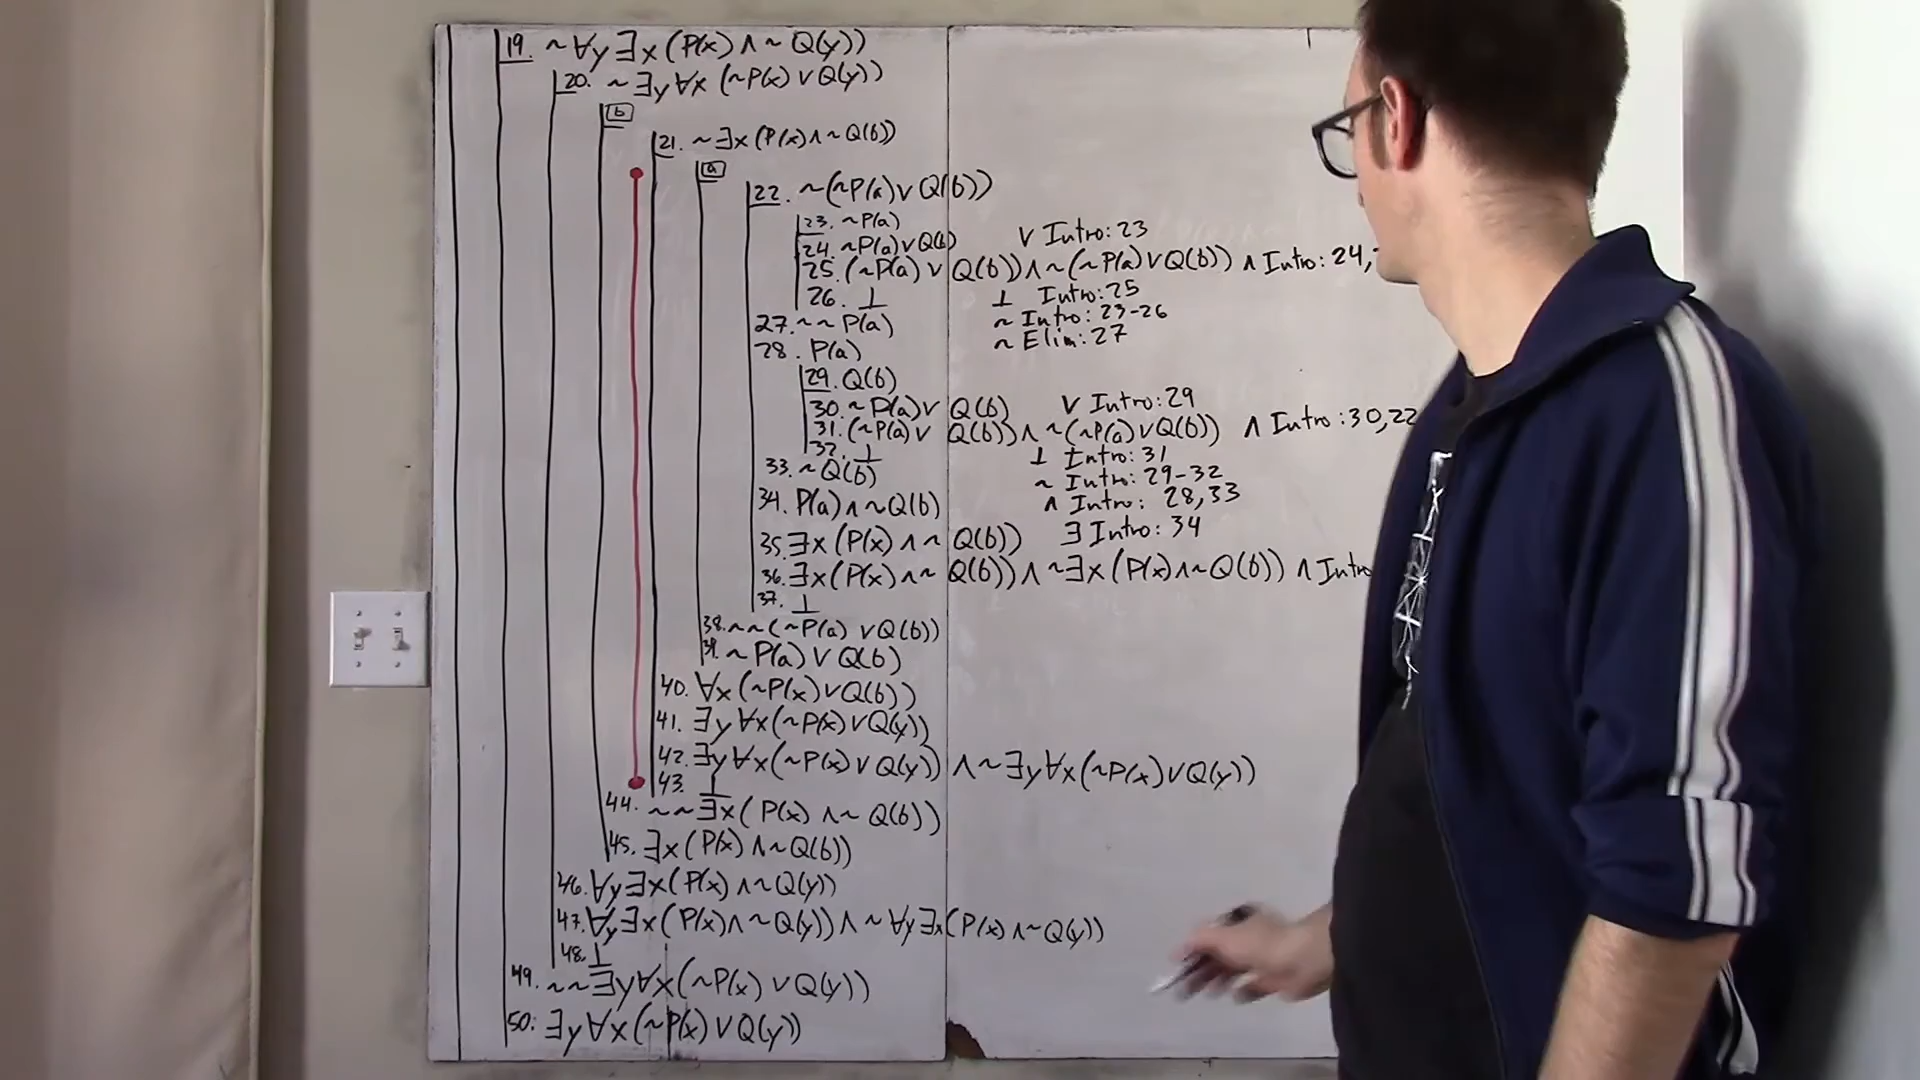 19. ~∀y∃x(P(x)∧~Q(y))
20. ~∃y∀x(~P(x)∨Q(y))
b
21. ~∃x(P(x)∧~Q(b))
a
22. ~(~P(a)∨Q(b))
23. ~P(a)
24. ~P(a)∨Q(b) ∨ Intro: 23
25. (~P(a)∨Q(b))∧~(~P(a)∨Q(b)) ∧ Intro: 24,
26. ⊥ ⊥ Intro: 25
27. ~~P(a) ~ Intro: 23-26
28. P(a) ~ Elim: 27
29. Q(b)
30. ~P(a)∨Q(b) ∨ Intro: 29
31. (~P(a)∨Q(b))∧~(~P(a)∨Q(b)) ∧ Intro: 30,22
32. ⊥ ⊥ Intro: 31
33. ~Q(b) ~ Intro: 29-32
34. P(a)∧~Q(b) ∧ Intro: 28,33
35. ∃x(P(x)∧~Q(b)) ∃ Intro: 34
36. ∃x(P(x)∧~Q(b))∧~∃x(P(x)∧~Q(b)) ∧ Intro
37. ⊥
38. ~~(~P(a)∨Q(b))
39. ~P(a)∨Q(b)
40. ∀x(~P(x)∨Q(b))
41. ∃y∀x(~P(x)∨Q(y))
42. ∃y∀x(~P(x)∨Q(y))∧~∃y∀x(~P(x)∨Q(y))
43. ⊥
44. ~~∃x(P(x)∧~Q(b))
45. ∃x(P(x)∧~Q(b))
46. ∀y∃x(P(x)∧~Q(y))
47. ∀y∃x(P(x)∧~Q(y))∧~∀y∃x(P(x)∧~Q(y))
48. ⊥
49. ~~∃y∀x(~P(x)∨Q(y))
50. ∃y∀x(~P(x)∨Q(y))